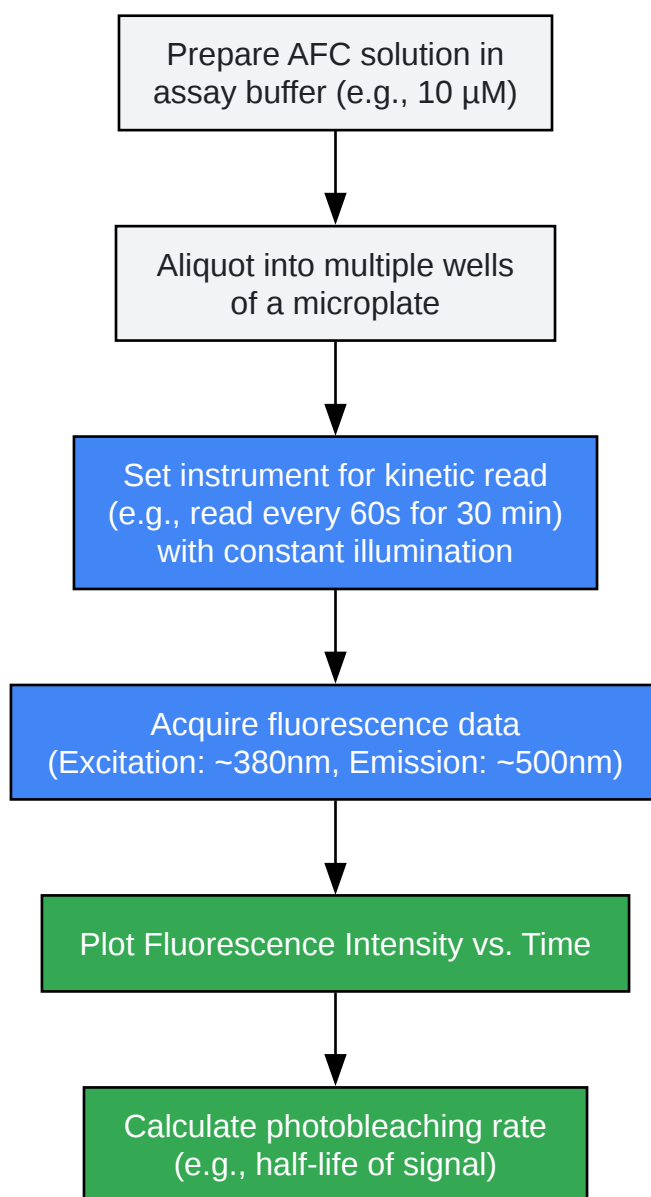 Prepare AFC solution in
assay buffer (e.g., 10 µM)
Aliquot into multiple wells
of a microplate
Set instrument for kinetic read
(e.g., read every 60s for 30 min)
with constant illumination
Acquire fluorescence data
(Excitation: ~380nm, Emission: ~500nm)
Plot Fluorescence Intensity vs. Time
Calculate photobleaching rate
(e.g., half-life of signal)